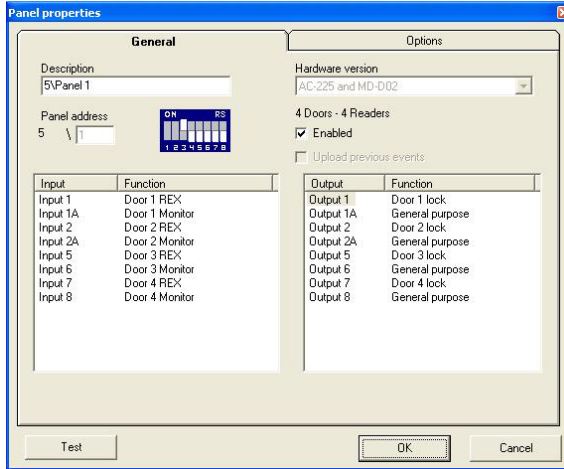 Panel properties
General
Options
Description
5\Panel 1
Hardware version
AC-225 and MD-D02
Panel address
5 \ 1
ON RS
1 2 3 4 5 6 7 8
4 Doors - 4 Readers
Enabled
Upload previous events
Input Function
Input 1 Door 1 REX
Input 1A Door 1 Monitor
Input 2 Door 2 REX
Input 2A Door 2 Monitor
Input 5 Door 3 REX
Input 6 Door 3 Monitor
Input 7 Door 4 REX
Input 8 Door 4 Monitor
Output Function
Output 1 Door 1 lock
Output 1A General purpose
Output 2 Door 2 lock
Output 2A General purpose
Output 5 Door 3 lock
Output 6 General purpose
Output 7 Door 4 lock
Output 8 General purpose
Test
OK
Cancel